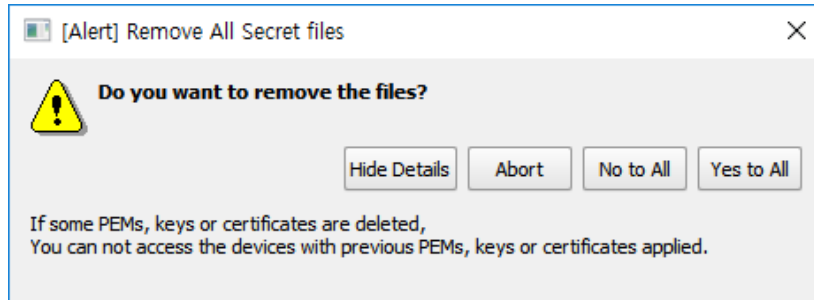 [Alert] Remove All Secret files
Do you want to remove the files?
Hide Details Abort No to All Yes to All
If some PEMs, keys or certificates are deleted,
You can not access the devices with previous PEMs, keys or certificates applied.